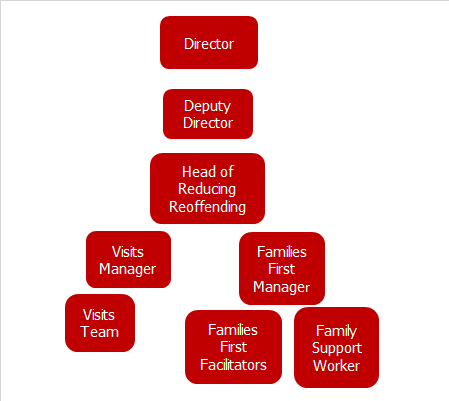 Director
Deputy
Director
Head of
Reducing
Reoffending
Visits
Manager
Families
First
Manager
Visits
Team
Families
First
Facilitators
Family
Support
Worker